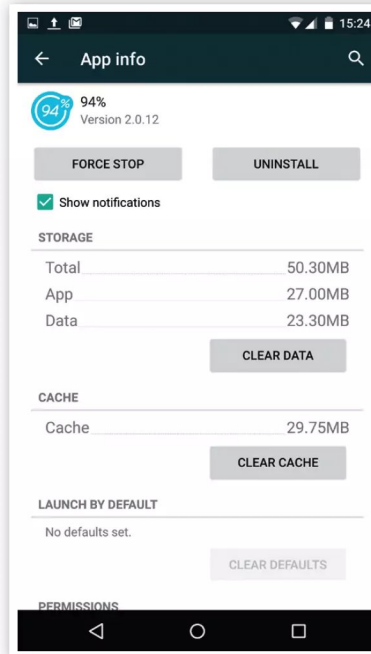 15:24
App info
94%
94%
Version 2.0.12
FORCE STOP UNINSTALL
Show notifications
STORAGE
Total 50.30MB
App 27.00MB
Data 23.30MB
CLEAR DATA
CACHE
Cache 29.75MB
CLEAR CACHE
LAUNCH BY DEFAULT
No defaults set.
CLEAR DEFAULTS
PERMISSIONS